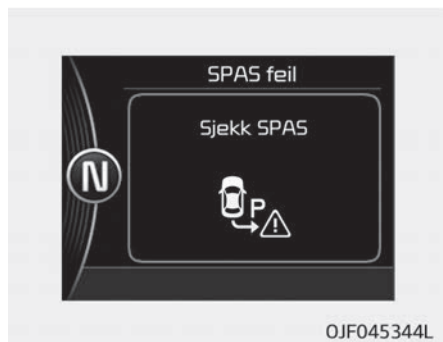 SPAS feil
Sjekk SPAS
N
P
OJF045344L